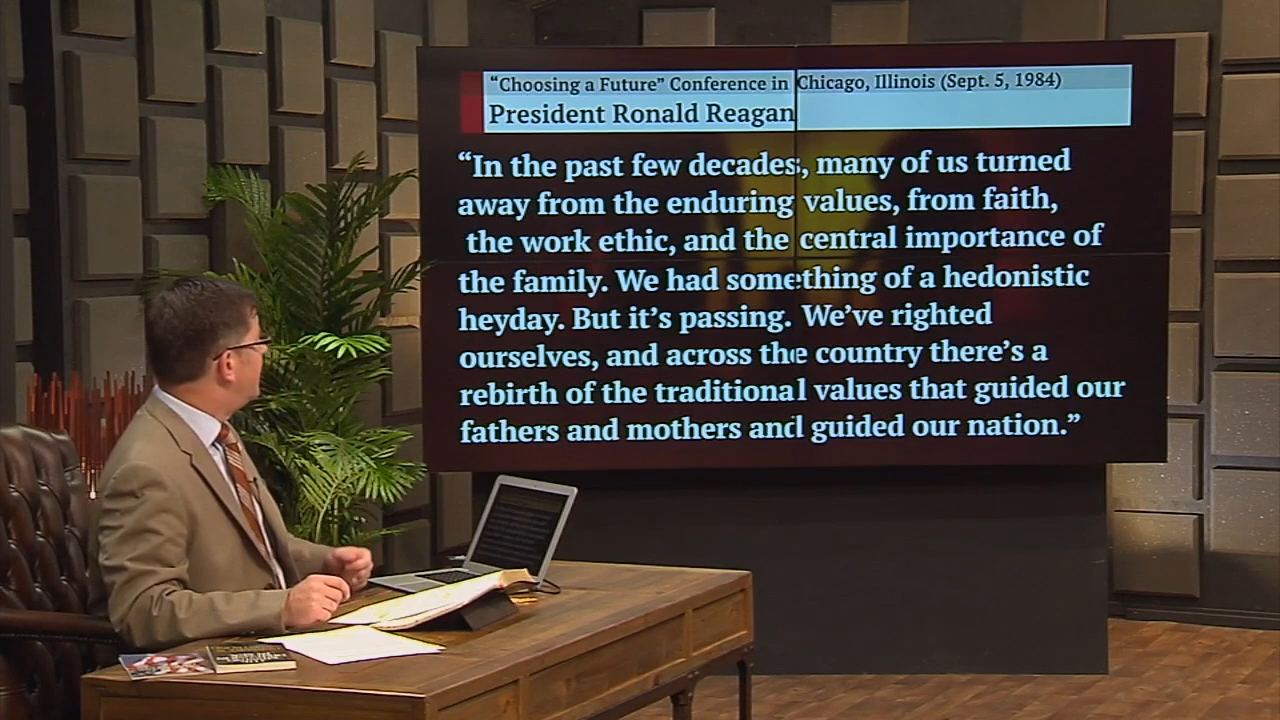 “Choosing a Future” Conference in Chicago, Illinois (Sept. 5, 1984)
President Ronald Reagan
“In the past few decades, many of us turned
away from the enduring values, from faith,
the work ethic, and the central importance of
the family. We had something of a hedonistic
heyday. But it’s passing. We’ve righted
ourselves, and across the country there’s a
rebirth of the traditional values that guided our
fathers and mothers and guided our nation.”